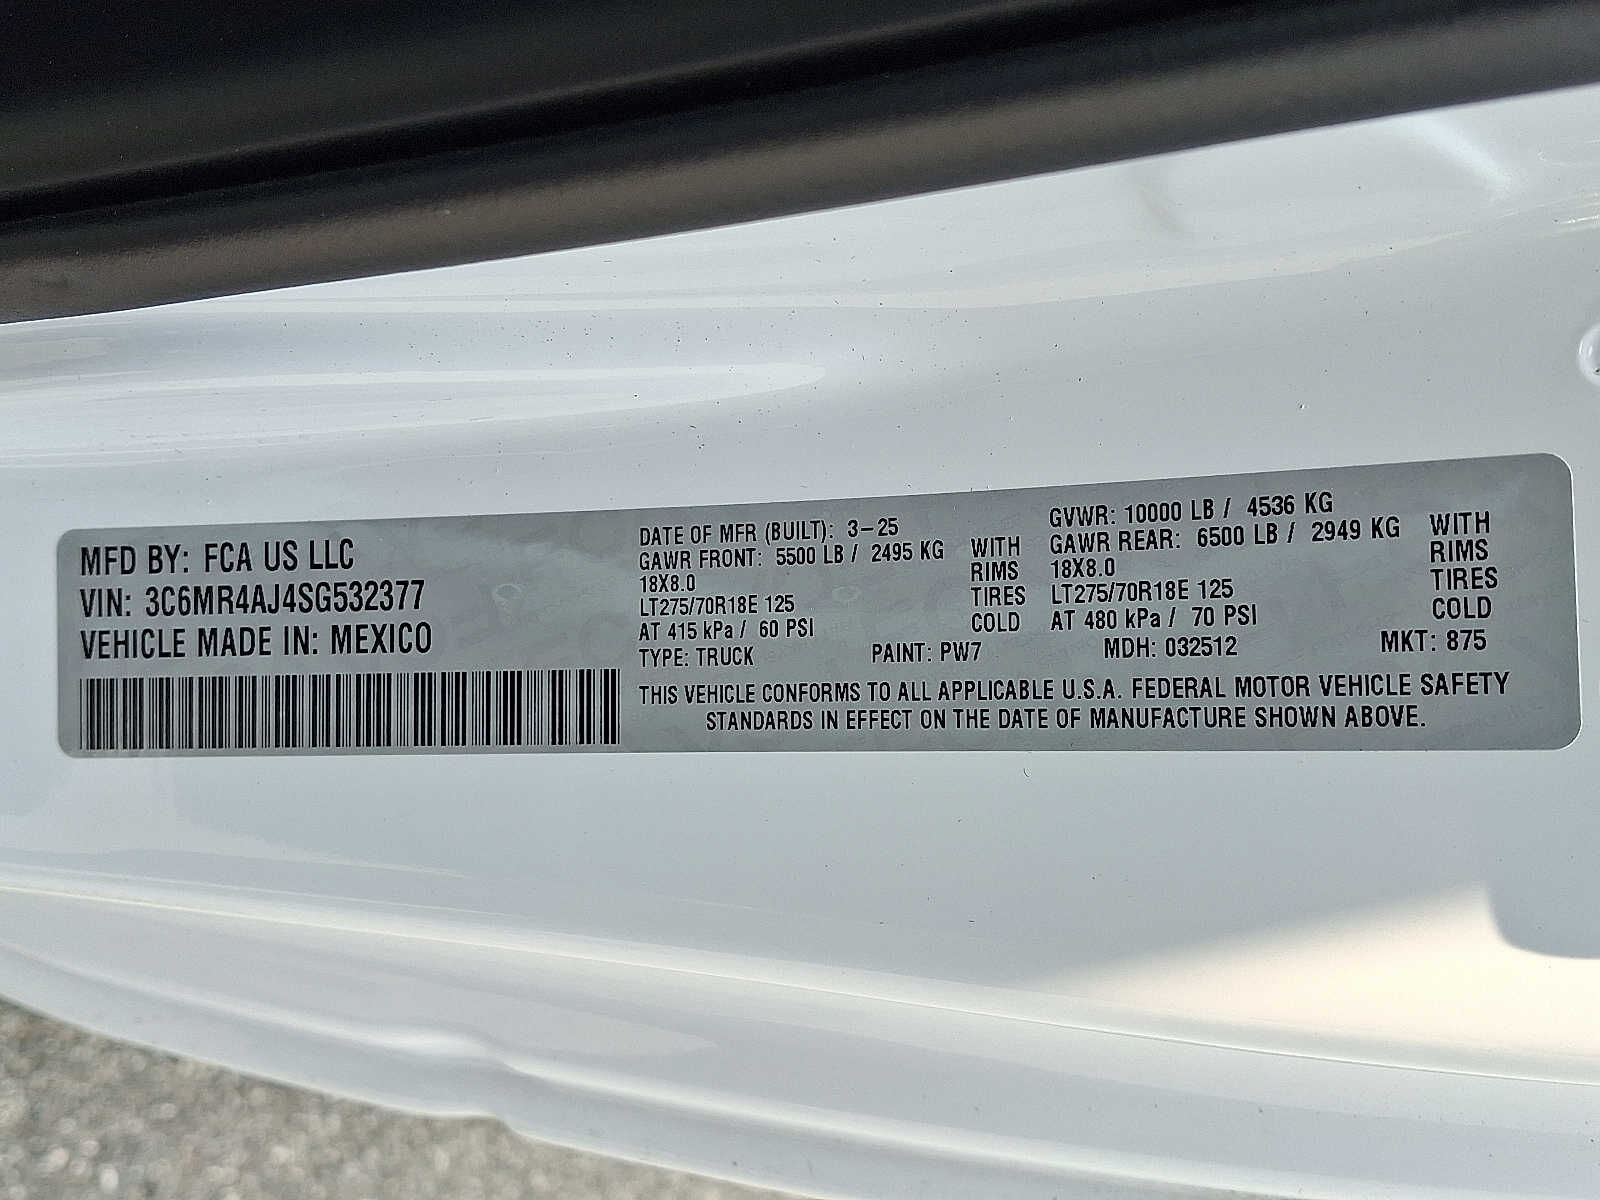 MFD BY: FCA US LLC
VIN: 3C6MR4AJ4SG532377
VEHICLE MADE IN: MEXICO
DATE OF MFR (BUILT): 3-25
GAWR FRONT: 5500 LB / 2495 KG WITH
18X8.0 RIMS
LT275/70R18E 125 TIRES
AT 415 kPa / 60 PSI COLD
GVWR: 10000 LB / 4536 KG
GAWR REAR: 6500 LB / 2949 KG WITH
18X8.0 RIMS
LT275/70R18E 125 TIRES
AT 480 kPa / 70 PSI COLD
TYPE: TRUCK PAINT: PW7 MDH: 032512 MKT: 875
THIS VEHICLE CONFORMS TO ALL APPLICABLE U.S.A. FEDERAL MOTOR VEHICLE SAFETY
STANDARDS IN EFFECT ON THE DATE OF MANUFACTURE SHOWN ABOVE.